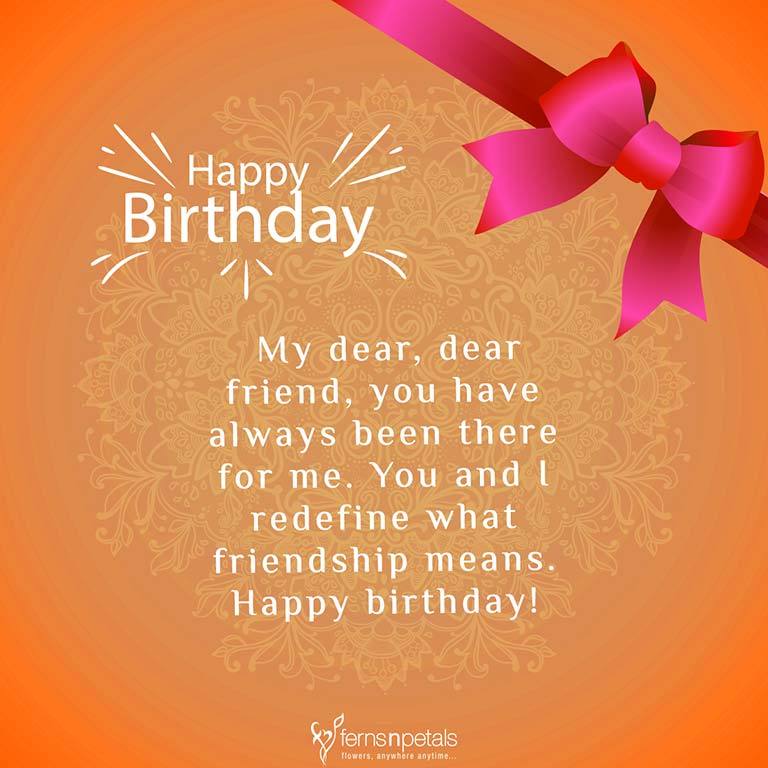 Happy
Birthday
My dear, dear
friend, you have
always been there
for me. You and I
redefine what
friendship means.
Happy birthday!
fernsnpetals
flowers, anywhere anytime...